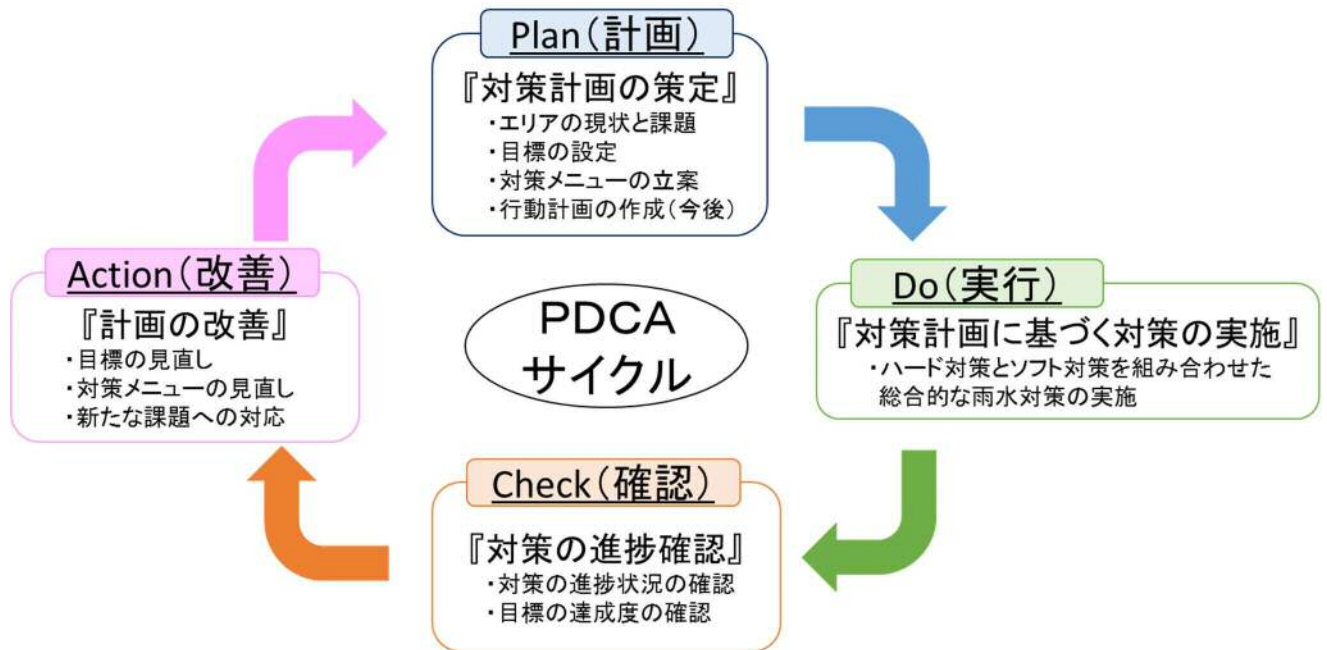 Plan(計画)
『対策計画の策定』
・エリアの現状と課題
・目標の設定
・対策メニューの立案
・行動計画の作成(今後)
Do(実行)
『対策計画に基づく対策の実施』
・ハード対策とソフト対策を組み合わせた
総合的な雨水対策の実施
Check(確認)
『対策の進捗確認』
・対策の進捗状況の確認
・目標の達成度の確認
Action(改善)
『計画の改善』
・目標の見直し
・対策メニューの見直し
・新たな課題への対応
PDCA
サイクル